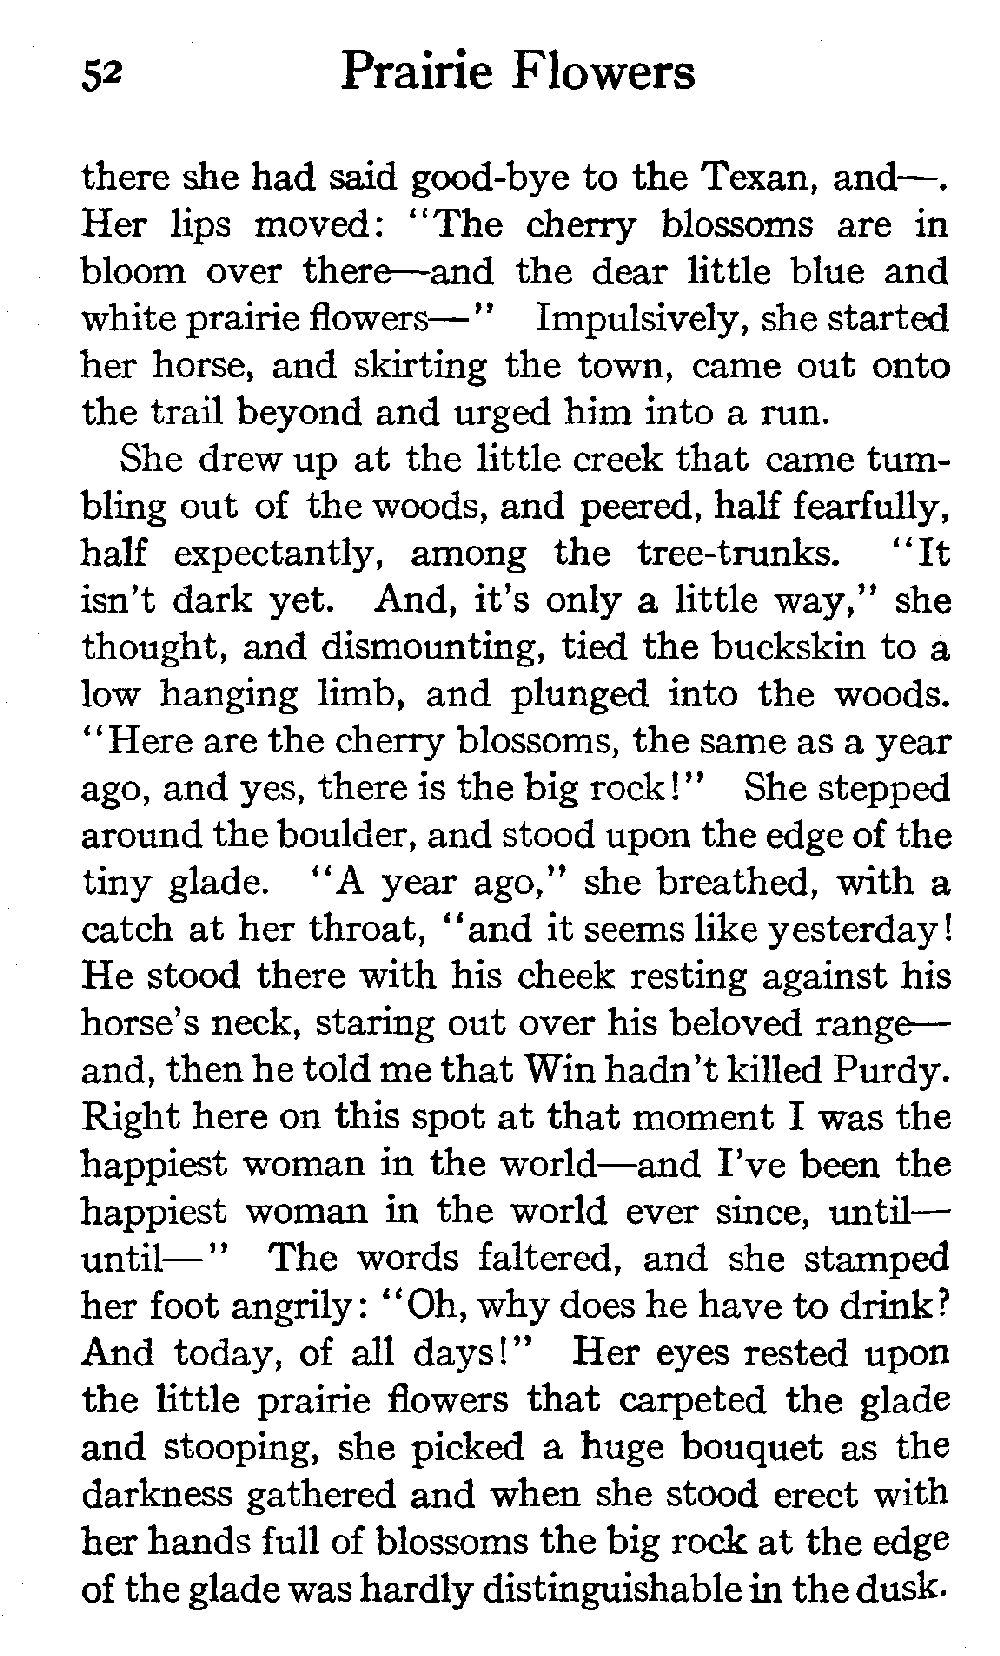 52 Prairie Flowers
there she had said good-bye to the Texan, and—.
Her lips moved: “The cherry blossoms are in
bloom over there—and the dear little blue and
white prairie flowers—” Impulsively, she started
her horse, and skirting the town, came out onto
the trail beyond and urged him into a run.
She drew up at the little creek that came tum-
bling out of the woods, and peered, half fearfully,
half expectantly, among the tree-trunks. “It
isn't dark yet. And, it's only a little way,” she
thought, and dismounting, tied the buckskin to a
low hanging limb, and plunged into the woods.
“Here are the cherry blossoms, the same as a year
ago, and yes, there is the big rock!” She stepped
around the boulder, and stood upon the edge of the
tiny glade. “A year ago,” she breathed, with a
catch at her throat, “and it seems like yesterday!
He stood there with his cheek resting against his
horse's neck, staring out over his beloved range—
and, then he told me that Win hadn't killed Purdy.
Right here on this spot at that moment I was the
happiest woman in the world—and I've been the
happiest woman in the world ever since, until—
until—” The words faltered, and she stamped
her foot angrily: “Oh, why does he have to drink?
And today, of all days!” Her eyes rested upon
the little prairie flowers that carpeted the glade
and stooping, she picked a huge bouquet as the
darkness gathered and when she stood erect with
her hands full of blossoms the big rock at the edge
of the glade was hardly distinguishable in the dusk.